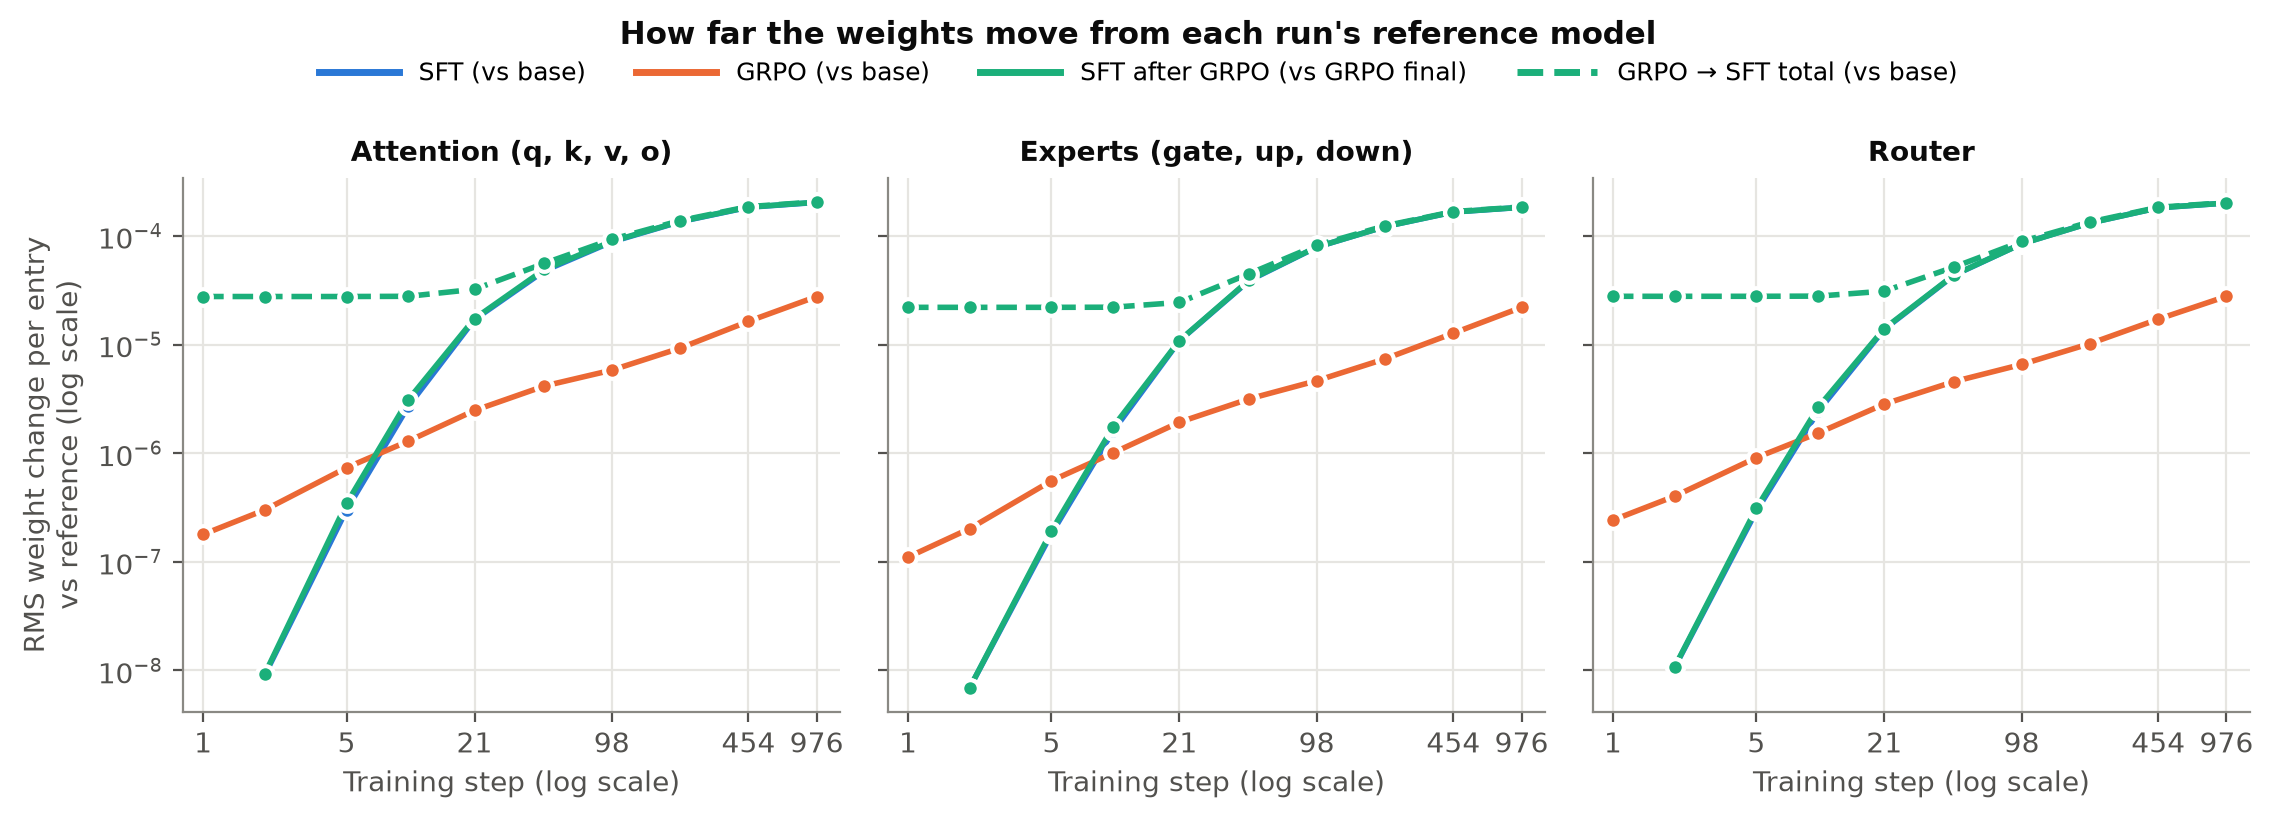 How far the weights move from each run's reference model
SFT (vs base) GRPO (vs base) SFT after GRPO (vs GRPO final) GRPO → SFT total (vs base)
Attention (q, k, v, o) Experts (gate, up, down) Router
RMS weight change per entry
vs reference (log scale)
10⁻⁴
10⁻⁵
10⁻⁶
10⁻⁷
10⁻⁸
1 5 21 98 454 976 1 5 21 98 454 976 1 5 21 98 454 976
Training step (log scale) Training step (log scale) Training step (log scale)